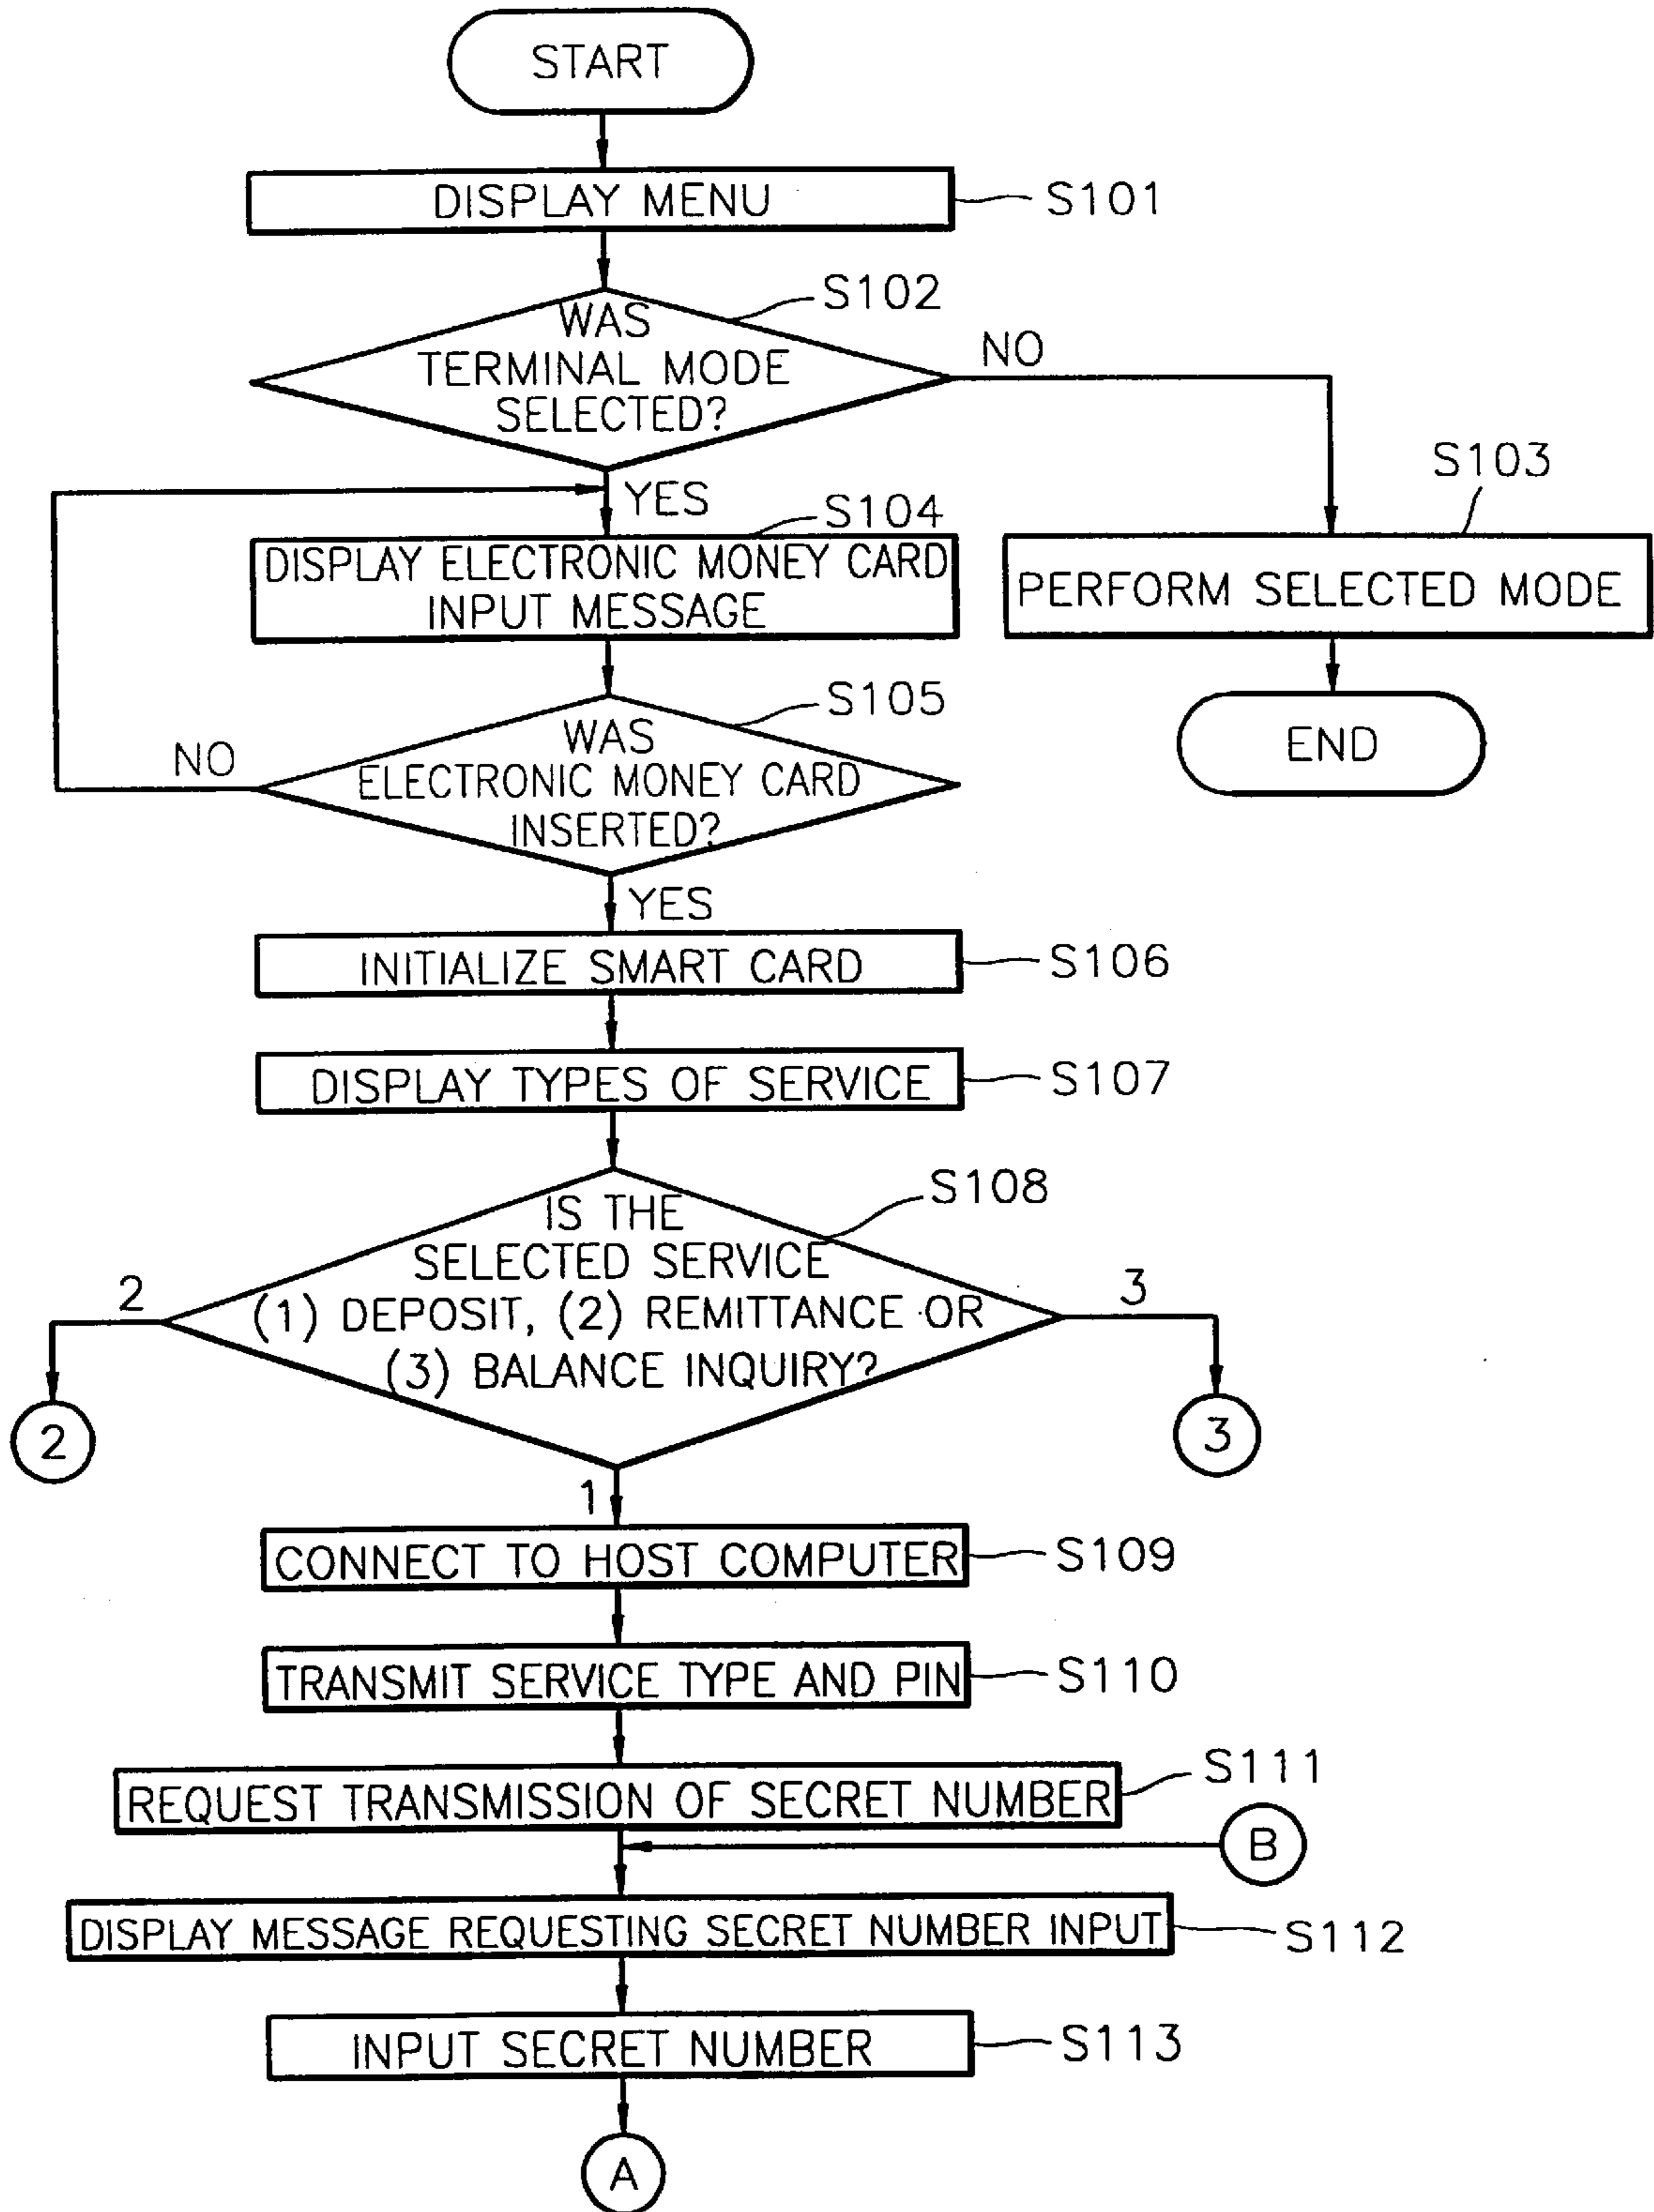 START
DISPLAY MENU
S101
S102
WAS
TERMINAL MODE
SELECTED?
NO
YES
S103
PERFORM SELECTED MODE
END
S104
DISPLAY ELECTRONIC MONEY CARD
INPUT MESSAGE
S105
WAS
ELECTRONIC MONEY CARD
INSERTED?
NO
YES
INITIALIZE SMART CARD
S106
DISPLAY TYPES OF SERVICE
S107
S108
IS THE
SELECTED SERVICE
(1) DEPOSIT, (2) REMITTANCE OR
(3) BALANCE INQUIRY?
2
3
2
3
1
CONNECT TO HOST COMPUTER
S109
TRANSMIT SERVICE TYPE AND PIN
S110
S111
REQUEST TRANSMISSION OF SECRET NUMBER
B
DISPLAY MESSAGE REQUESTING SECRET NUMBER INPUT
S112
INPUT SECRET NUMBER
S113
A